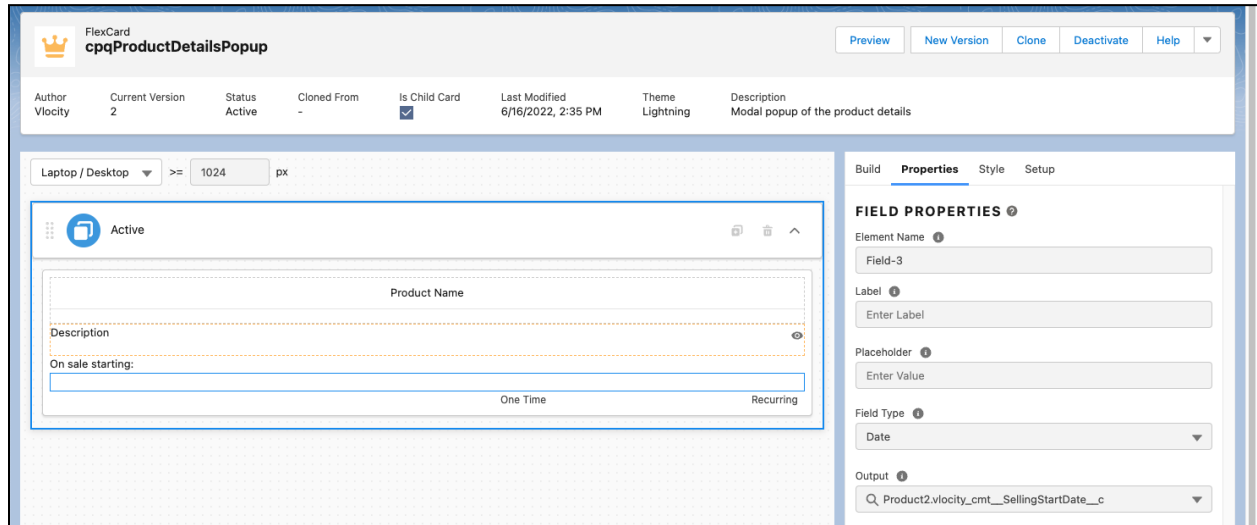 FlexCard
cpqProductDetailsPopup
Preview New Version Clone Deactivate Help
Author Current Version Status Cloned From Is Child Card Last Modified Theme Description
Vlocity 2 Active - 6/16/2022, 2:35 PM Lightning Modal popup of the product details
Laptop / Desktop >= 1024 px
Build Properties Style Setup
FIELD PROPERTIES
Active
Element Name
Field-3
Label
Enter Label
Product Name
Description
On sale starting:
One Time Recurring
Placeholder
Enter Value
Field Type
Date
Output
Product2.vlocity_cmt__SellingStartDate__c